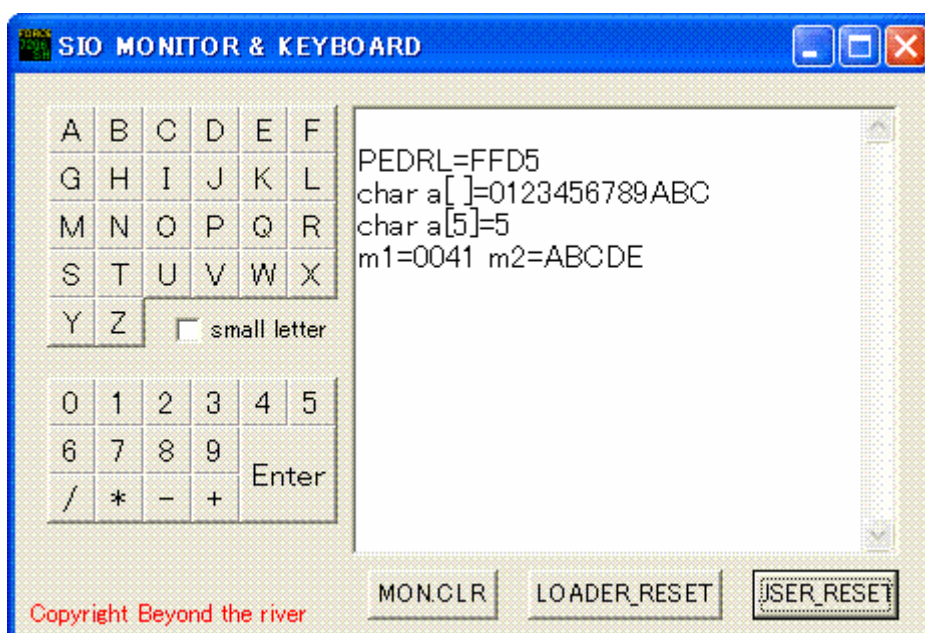 SIO MONITOR & KEYBOARD
A B C D E F
G H I J K L
M N O P Q R
S T U V W X
Y Z small letter
0 1 2 3 4 5
6 7 8 9
Enter
/ * - +
PEDRL=FFD5
char a[ ]=0123456789ABC
char a[5]=5
m1=0041 m2=ABCDE
MON.CLR LOADER_RESET USER_RESET
Copyright Beyond the river